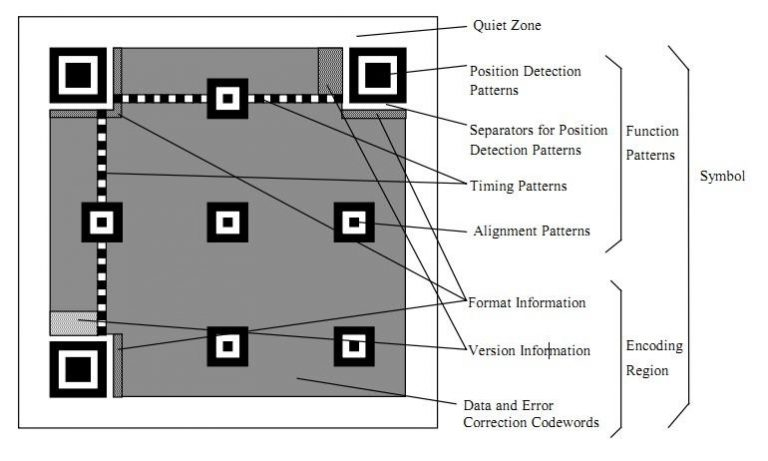 Quiet Zone
Position Detection
Patterns
Separators for Position
Detection Patterns
Function
Patterns
Symbol
Timing Patterns
Alignment Patterns
Format Information
Version Information
Encoding
Region
Data and Error
Correction Codewords